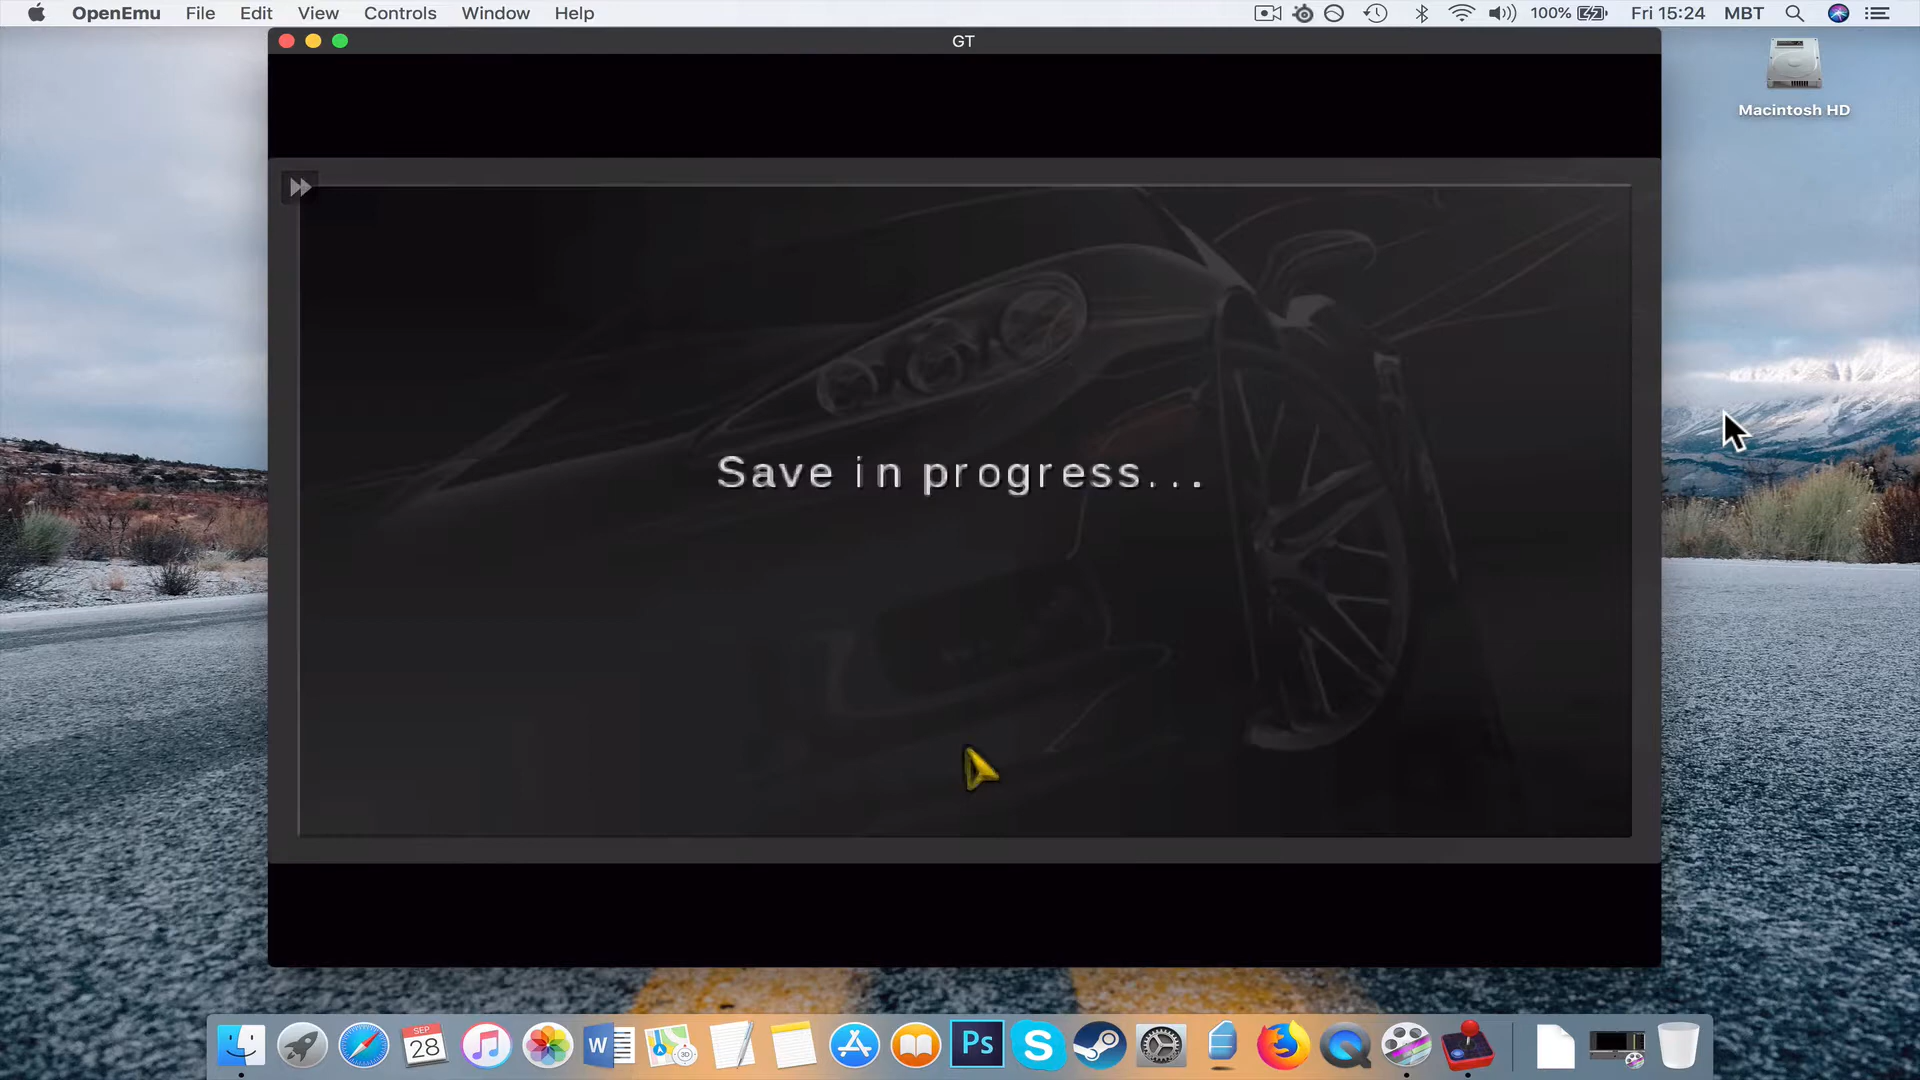 OpenEmu File Edit View Controls Window Help 100% Fri 15:24 MBT
GT
Macintosh HD
Save in progress...
SEP
28
W
3D
Ps
S